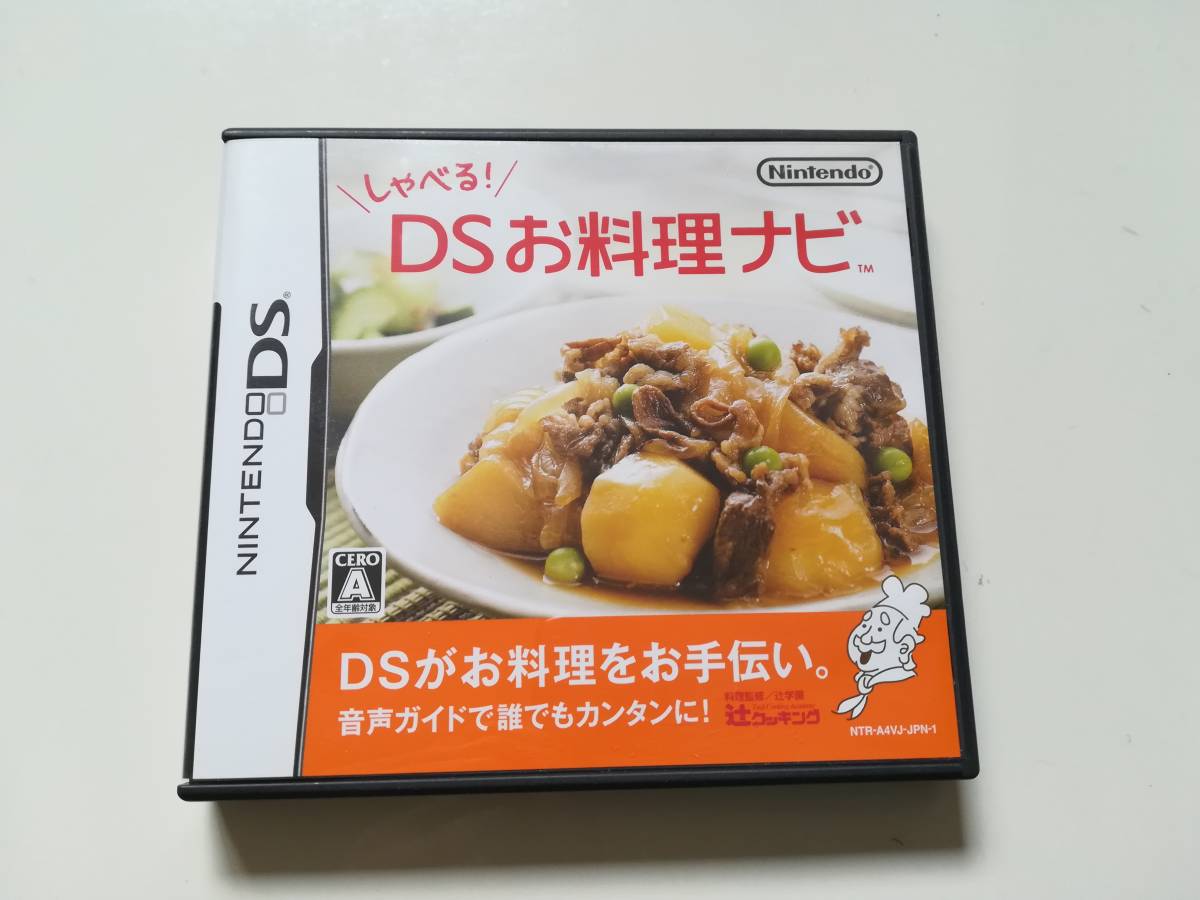 しゃべる!
Nintendo®
DSお料理ナビ™
NINTENDO DS®
CERO
A
全年齢対象
DSがお料理をお手伝い。
音声ガイドで誰でもカンタンに!
料理監修/辻学園
Tsuji Cooking Academy
辻クッキング
NTR-A4VJ-JPN-1